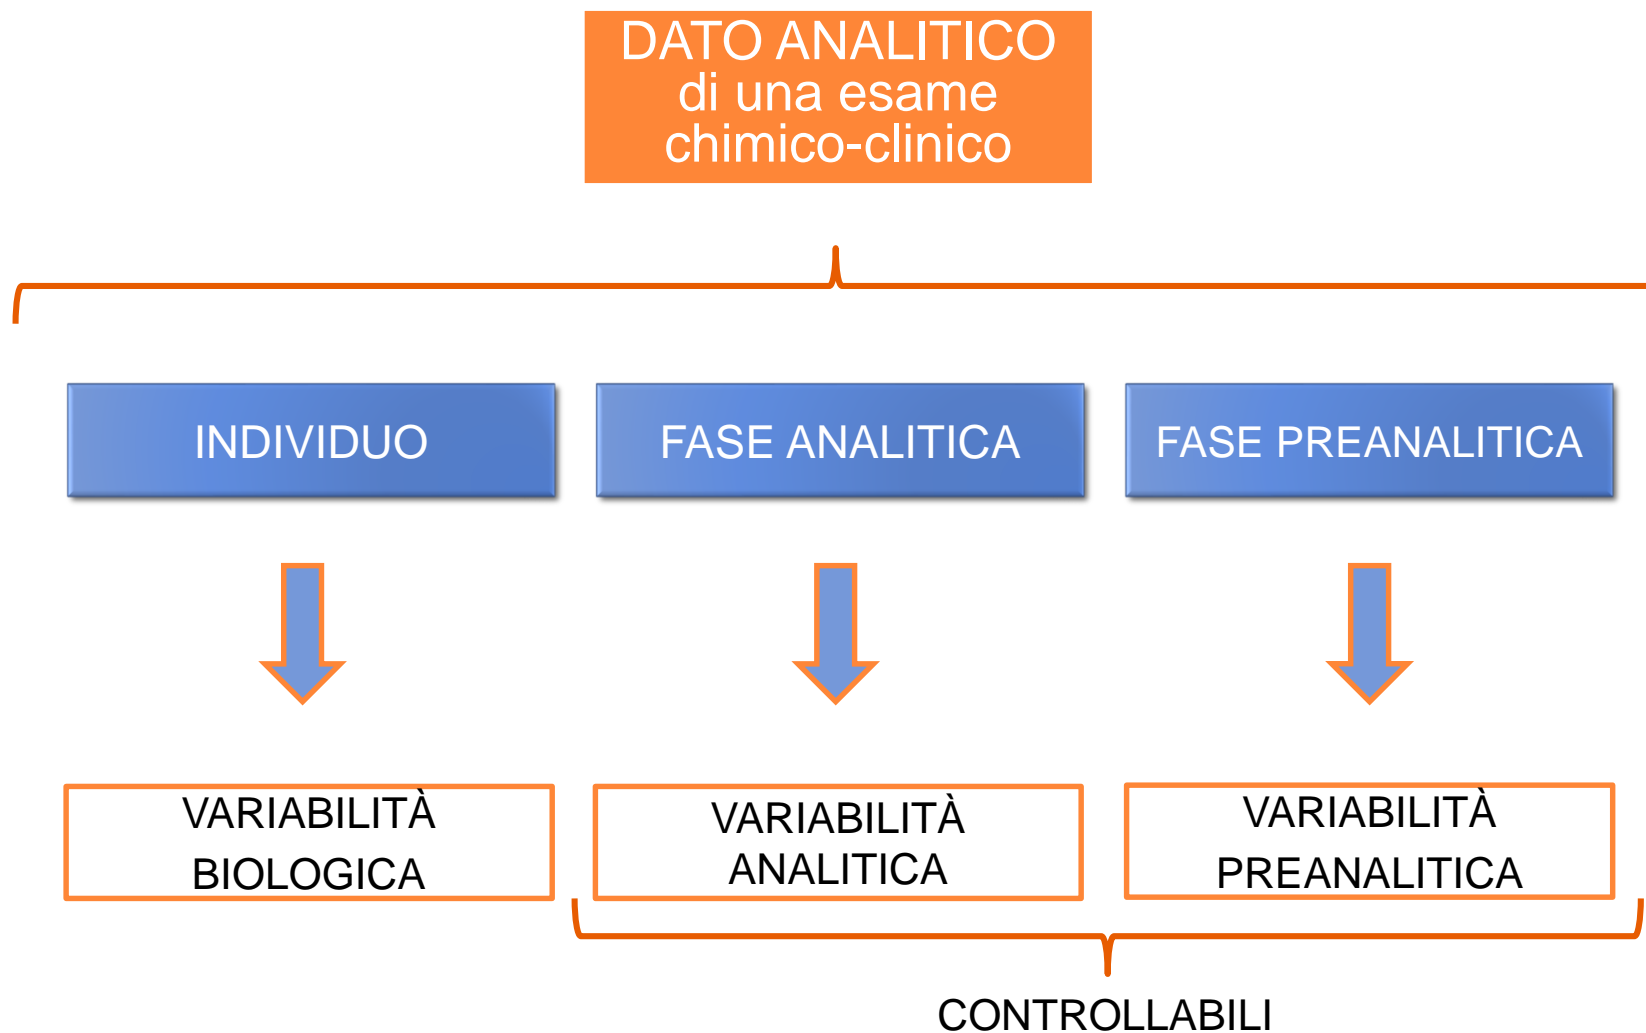 DATO ANALITICO
di una esame
chimico-clinico
INDIVIDUO
FASE ANALITICA
FASE PREANALITICA
VARIABILITÀ
BIOLOGICA
VARIABILITÀ
ANALITICA
VARIABILITÀ
PREANALITICA
CONTROLLABILI